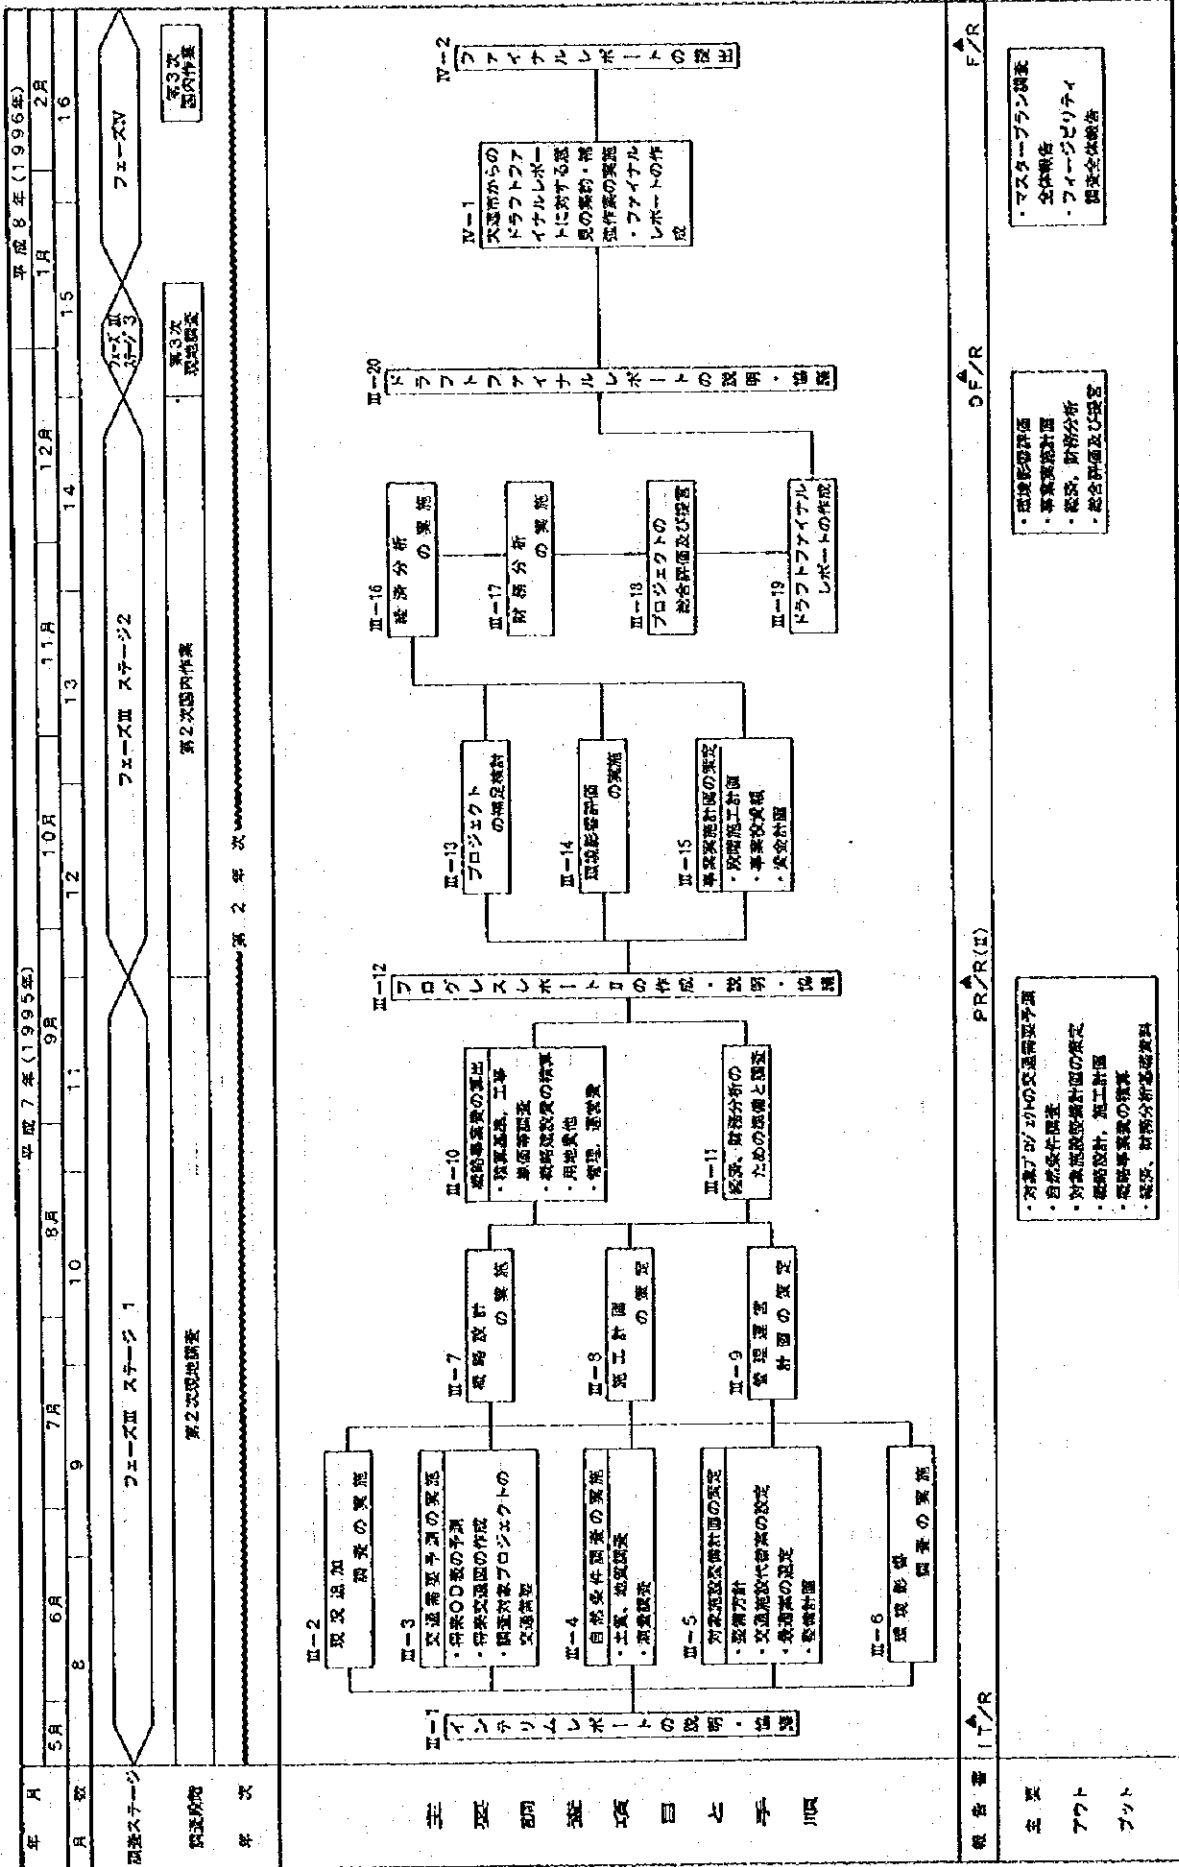 年 月
平成7年(1995年)
平成8年(1996年)
5月
6月
7月
8月
9月
10月
11月
12月
1月
2月
月 数
8
9
10
11
12
13
14
15
16
調査ステージ
フェーズⅢ ステージ 1
フェーズⅢ ステージ2
フェーズ Ⅲ
ステージ 3
フェーズⅣ
調査段階
第2次現地調査
第2次国内作業
第3次
現地調査
第3次
国内作業
年 次
第 2 年 次
主要調査項目と手順
Ⅲ-1
インテリムレポートの説明・協議
Ⅲ-2
現況追加
調査の実施
Ⅲ-3
交通需要予測の実施
・将来OD表の予測
・将来交通図の作成
・調査対象プロジェクトの
交通需要
Ⅲ-4
自然条件調査の実施
・土質、地質調査
・測量調査
Ⅲ-5
対象施設整備計画の策定
・整備方針
・交通施設代替案の設定
・最適案の選定
・整備計画
Ⅲ-6
環境影響
調査の実施
Ⅲ-7
概略設計
の実施
Ⅲ-8
施工計画
の策定
Ⅲ-9
管理運営
計画の策定
Ⅲ-10
概略事業費の算出
・積算基準、工事
単価等調査
・概略建設費の積算
・用地費他
・管理、運営費
Ⅲ-11
経済、財務分析の
ための準備と調査
Ⅲ-12
プログレスレポートⅡの作成・説明・協議
Ⅲ-13
プロジェクト
の補足検討
Ⅲ-14
環境影響評価
の実施
Ⅲ-15
事業実施計画の策定
・段階施工計画
・事業投資額
・資金計画
Ⅲ-16
経済分析
の実施
Ⅲ-17
財務分析
の実施
Ⅲ-18
プロジェクトの
総合評価及び提言
Ⅲ-19
ドラフトファイナル
レポートの作成
Ⅲ-20
ドラフトファイナルレポートの説明・協議
Ⅳ-1
大連市からの
ドラフトファ
イナルレポー
トに対する意
見の集約・補
強作業の実施
・ファイナル
レポートの作
成
Ⅳ-2
ファイナルレポートの提出
報告書
IT/R
PR/R(Ⅱ)
DF/R
F/R
主 要
アウト
プット
・対象プロジェクトの交通需要予測
・自然条件調査
・対象施設整備計画の策定
・概略設計、施工計画
・概略事業費の積算
・経済、財務分析基礎資料
・環境影響評価
・事業実施計画
・経済、財務分析
・総合評価及び提言
・マスタープラン調査
全体報告
・フィージビリティ
調査全体報告